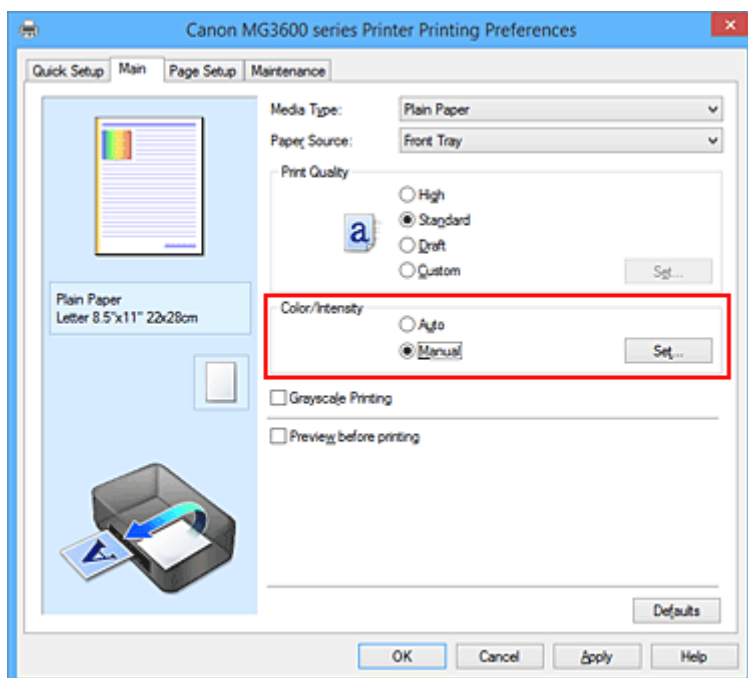 Canon MG3600 series Printer Printing Preferences
Quick Setup Main Page Setup Maintenance
Media Type: Plain Paper
Paper Source: Front Tray
Print Quality
High
Standard
Draft
Custom Set...
Plain Paper
Letter 8.5"x11" 22x28cm
Color/Intensity
Auto
Manual Set...
Grayscale Printing
Preview before printing
Defaults
OK Cancel Apply Help
a
A